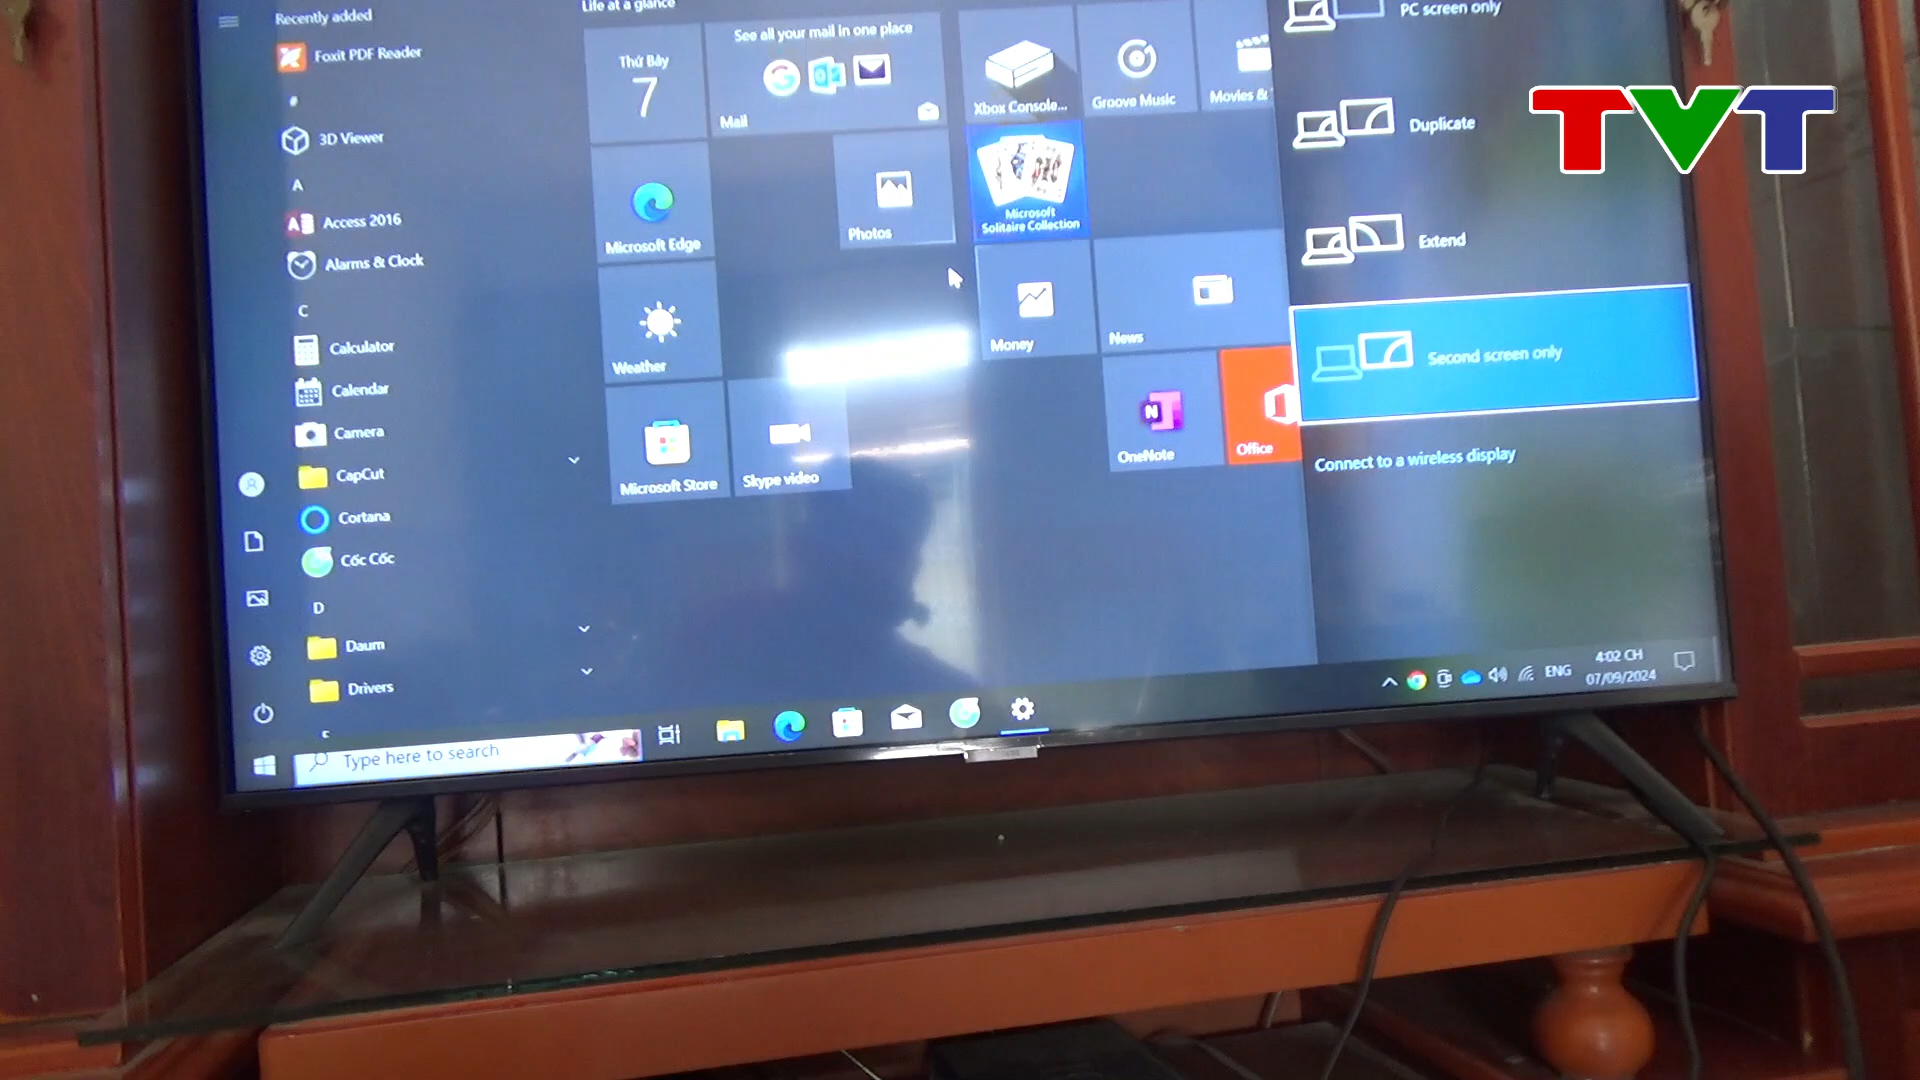 Recently added
Foxit PDF Reader
#
3D Viewer
A
Access 2016
Alarms & Clock
C
Calculator
Calendar
Camera
CapCut
Cortana
Cốc Cốc
D
Daum
Drivers
Type here to search
Life at a glance
Thứ Bảy
7
See all your mail in one place
Mail
Microsoft Edge
Photos
Weather
Microsoft Store
Skype video
Xbox Console...
Groove Music
Movies &
Microsoft
Solitaire Collection
Money
News
OneNote
Office
PC screen only
Duplicate
Extend
Second screen only
Connect to a wireless display
ENG
4:02 CH
07/09/2024
TVT